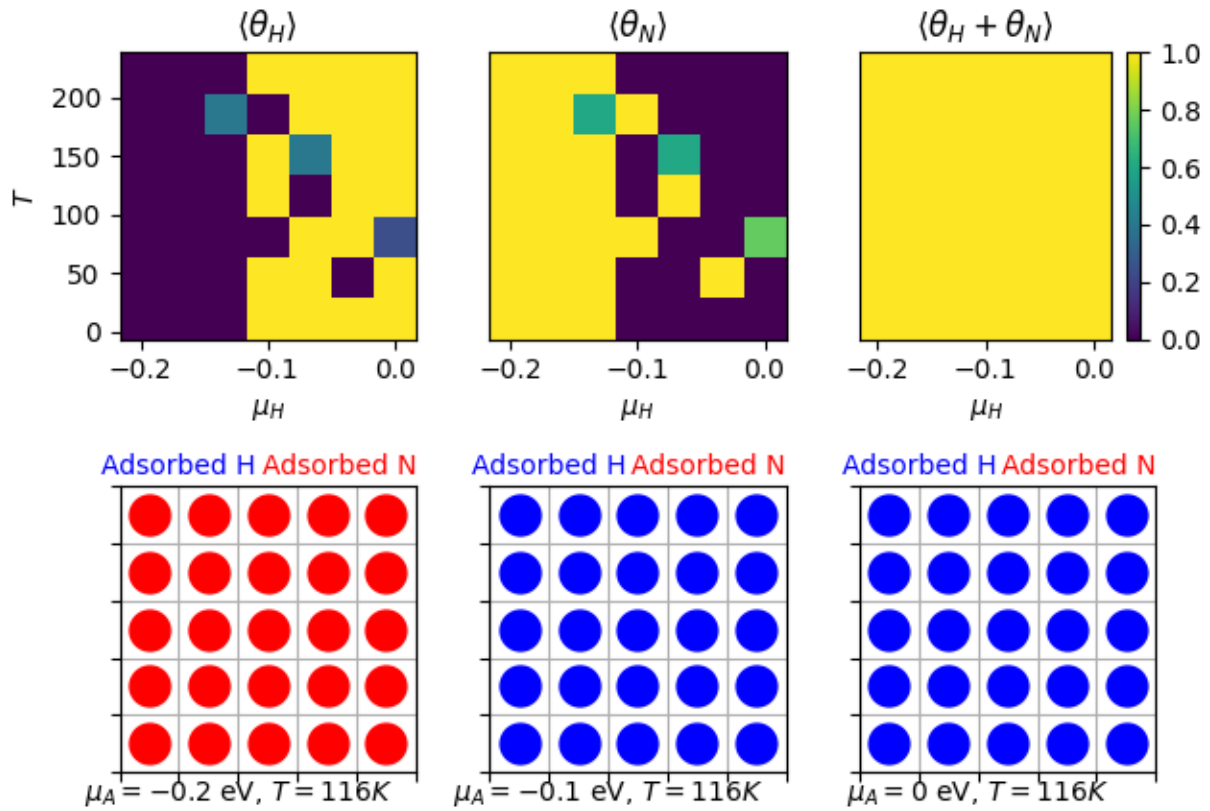 ⟨θ_H⟩ ⟨θ_N⟩ ⟨θ_H + θ_N⟩
T
200
150
100
50
0
1.0
0.8
0.6
0.4
0.2
0.0
−0.2 −0.1 0.0 −0.2 −0.1 0.0 −0.2 −0.1 0.0
μ_H μ_H μ_H
Adsorbed H Adsorbed N Adsorbed H Adsorbed N Adsorbed H Adsorbed N
μ_A = −0.2 eV, T = 116K μ_A = −0.1 eV, T = 116K μ_A = 0 eV, T = 116K